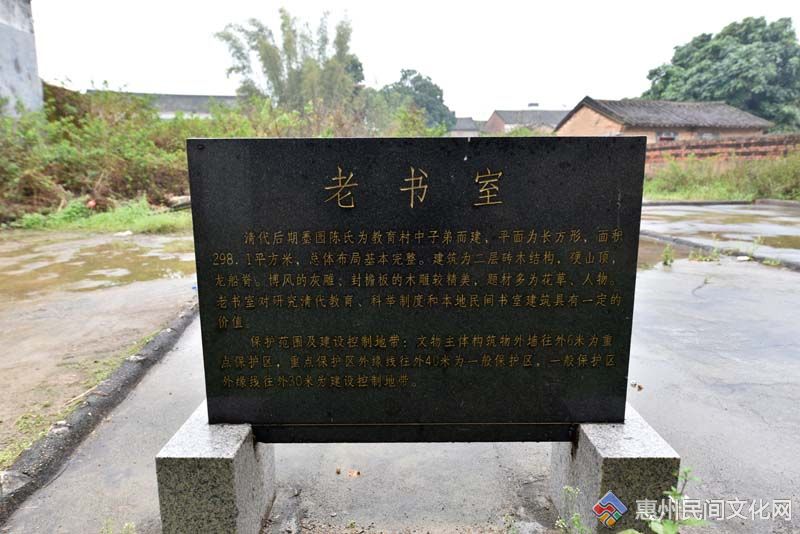 老书室
清代后期墨园陈氏为教育村中子弟而建，平面为长方形，面积
298.1平方米，总体布局基本完整。建筑为二层砖木结构，硬山顶，
龙船脊。博风的灰雕、封檐板的木雕较精美，题材多为花草、人物。
老书室对研究清代教育、科举制度和本地民间书室建筑具有一定的
价值。
保护范围及建设控制地带：文物主体构筑物外墙往外6米为重
点保护区，重点保护区外缘线往外40米为一般保护区，一般保护区
外缘线往外30米为建设控制地带。
惠州民间文化网